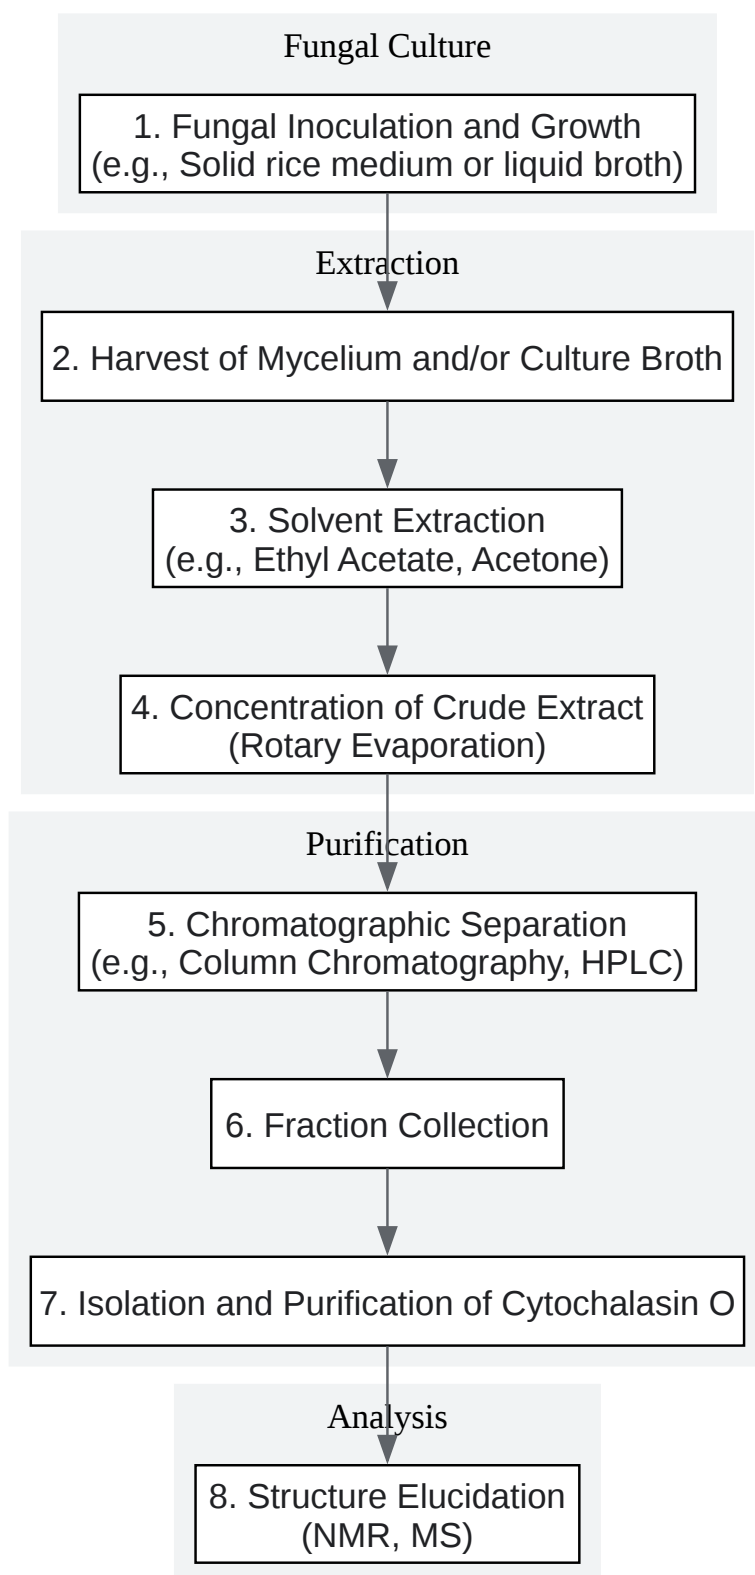 Fungal Culture
1. Fungal Inoculation and Growth
(e.g., Solid rice medium or liquid broth)
Extraction
2. Harvest of Mycelium and/or Culture Broth
3. Solvent Extraction
(e.g., Ethyl Acetate, Acetone)
4. Concentration of Crude Extract
(Rotary Evaporation)
Purification
5. Chromatographic Separation
(e.g., Column Chromatography, HPLC)
6. Fraction Collection
7. Isolation and Purification of Cytochalasin O
Analysis
8. Structure Elucidation
(NMR, MS)